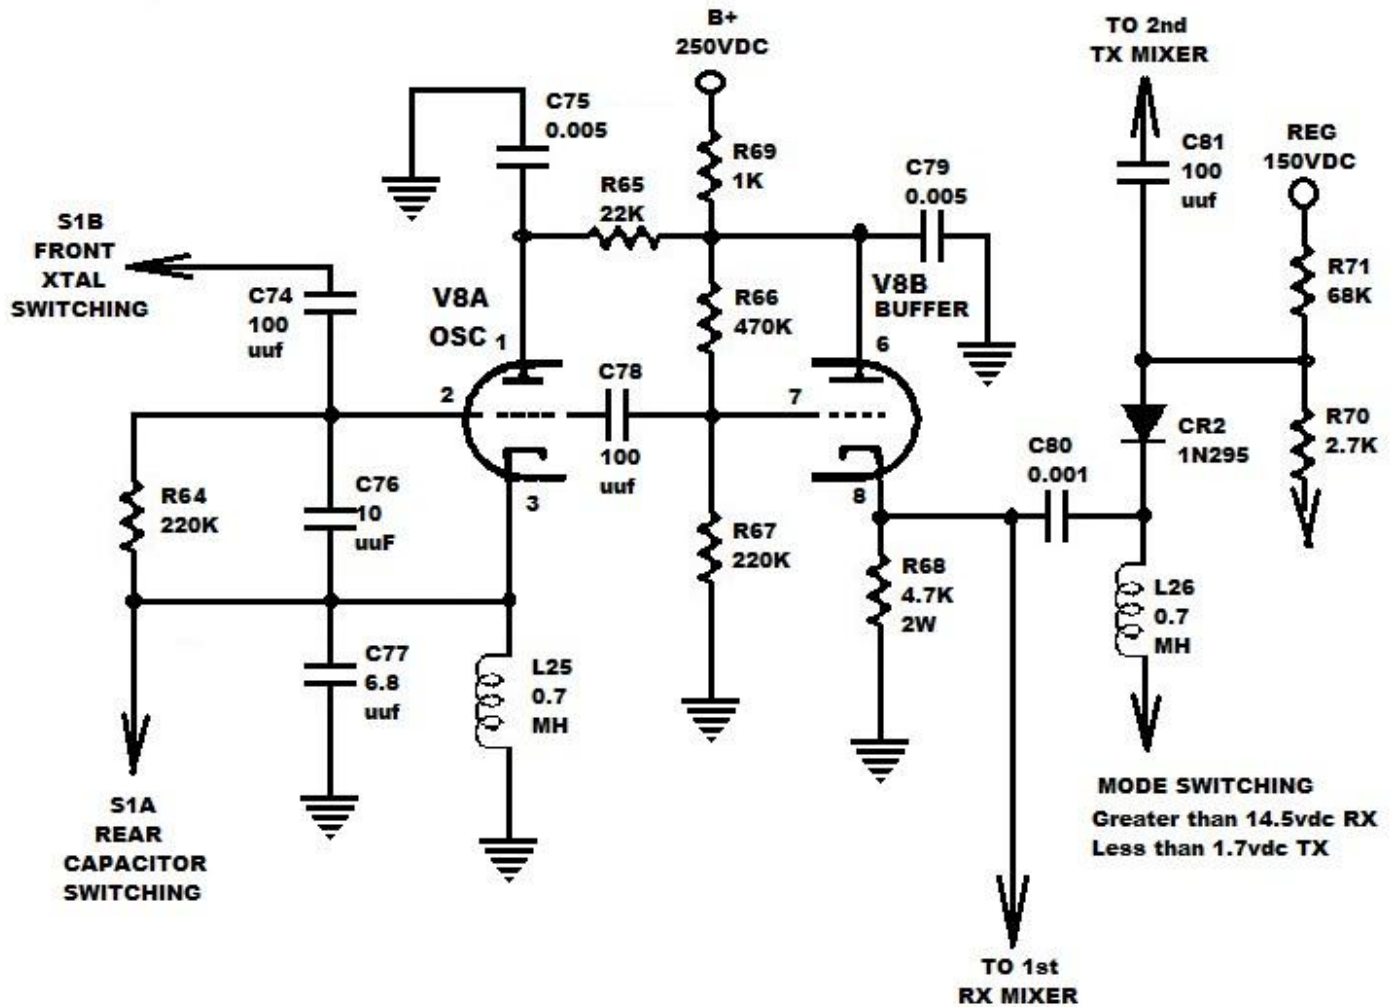 B+
250VDC
TO 2nd
TX MIXER
C75
0.005
R69
1K
C81
100
uuf
REG
150VDC
C79
0.005
R65
22K
S1B
FRONT
XTAL
SWITCHING
C74
100
uuf
V8A
OSC
1
R66
470K
V8B
BUFFER
6
R71
68K
2
C78
100
uuf
7
CR2
1N295
R70
2.7K
C80
0.001
R64
220K
C76
10
uuF
3
8
R67
220K
R68
4.7K
2W
L26
0.7
MH
C77
6.8
uuf
L25
0.7
MH
S1A
REAR
CAPACITOR
SWITCHING
MODE SWITCHING
Greater than 14.5vdc RX
Less than 1.7vdc TX
TO 1st
RX MIXER